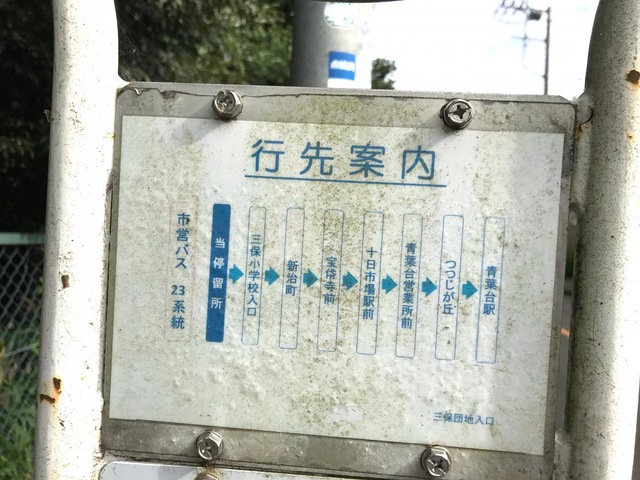 行先案内
市営バス 23系統
当停留所
三保小学校入口
新治町
宝帒寺前
十日市場駅前
青葉台営業所前
つつじが丘
青葉台駅
三保団地入口